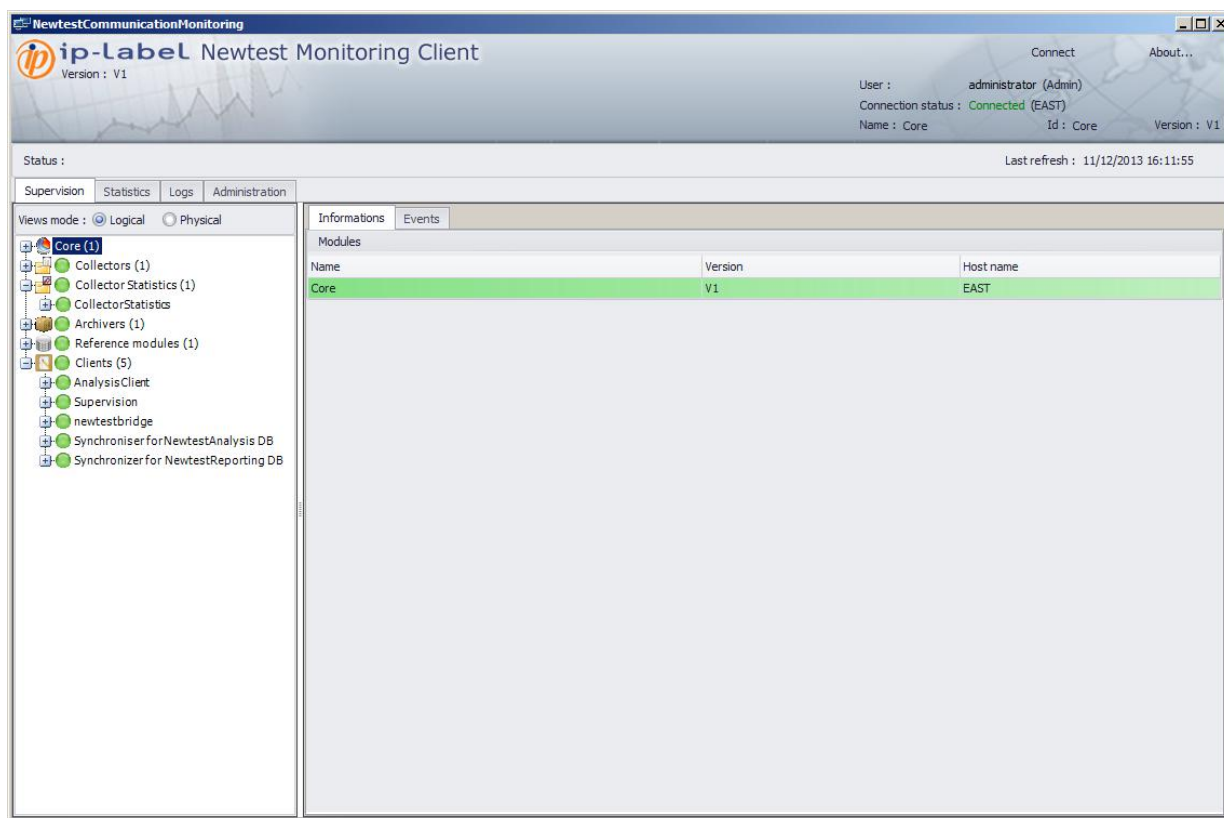 NewtestCommunicationMonitoring
ip-label Newtest Monitoring Client
Version : V1
Connect About...
User : administrator (Admin)
Connection status : Connected (EAST)
Name : Core Id : Core Version : V1
Status : Last refresh : 11/12/2013 16:11:55
Supervision Statistics Logs Administration
Views mode : Logical Physical
Core (1)
Collectors (1)
Collector Statistics (1)
CollectorStatistics
Archivers (1)
Reference modules (1)
Clients (5)
AnalysisClient
Supervision
newtestbridge
Synchroniser for NewtestAnalysis DB
Synchronizer for NewtestReporting DB
Informations Events
Modules
Name Version Host name
Core V1 EAST